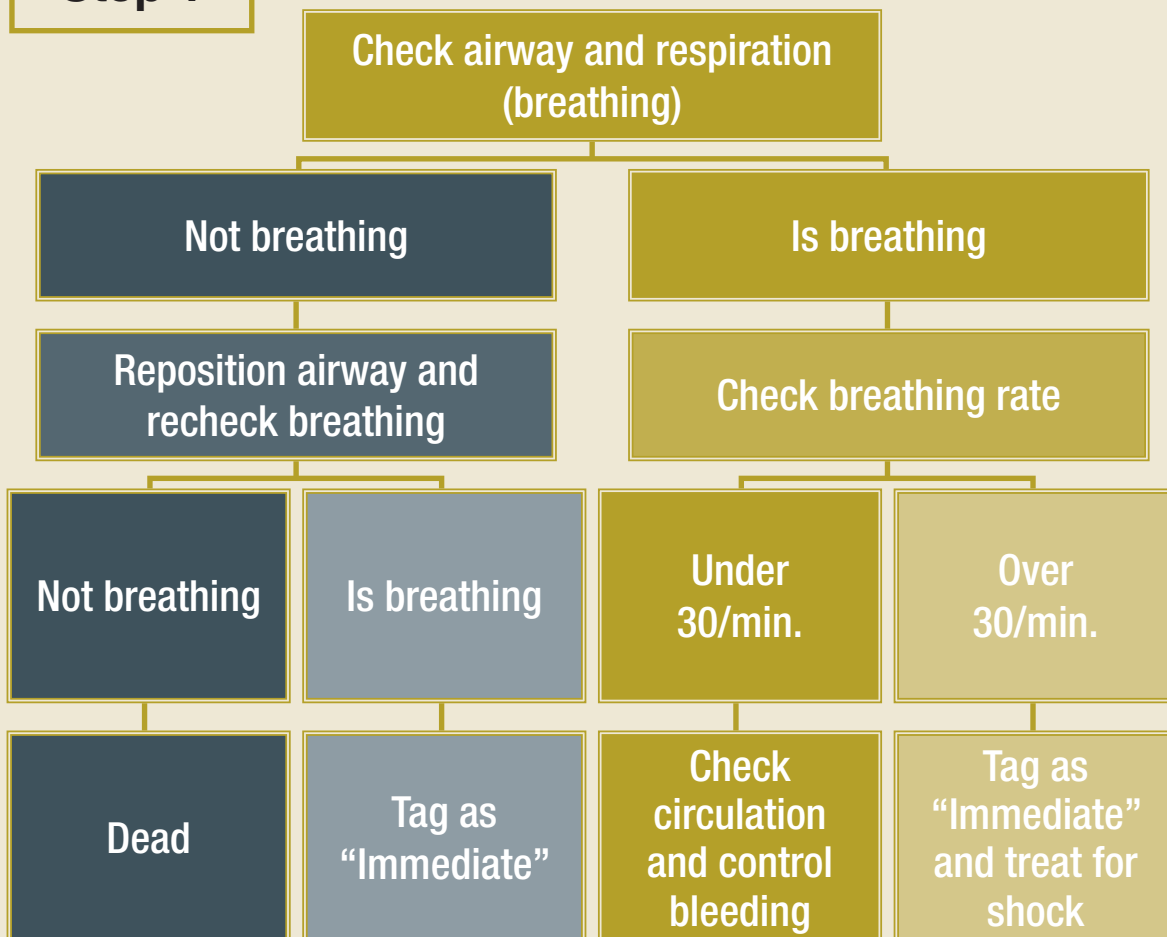 Check airway and respiration
(breathing)
Not breathing
Is breathing
Reposition airway and
recheck breathing
Check breathing rate
Not breathing
Is breathing
Under
30/min.
Over
30/min.
Dead
Tag as
“Immediate”
Check
circulation
and control
bleeding
Tag as
“Immediate”
and treat for
shock